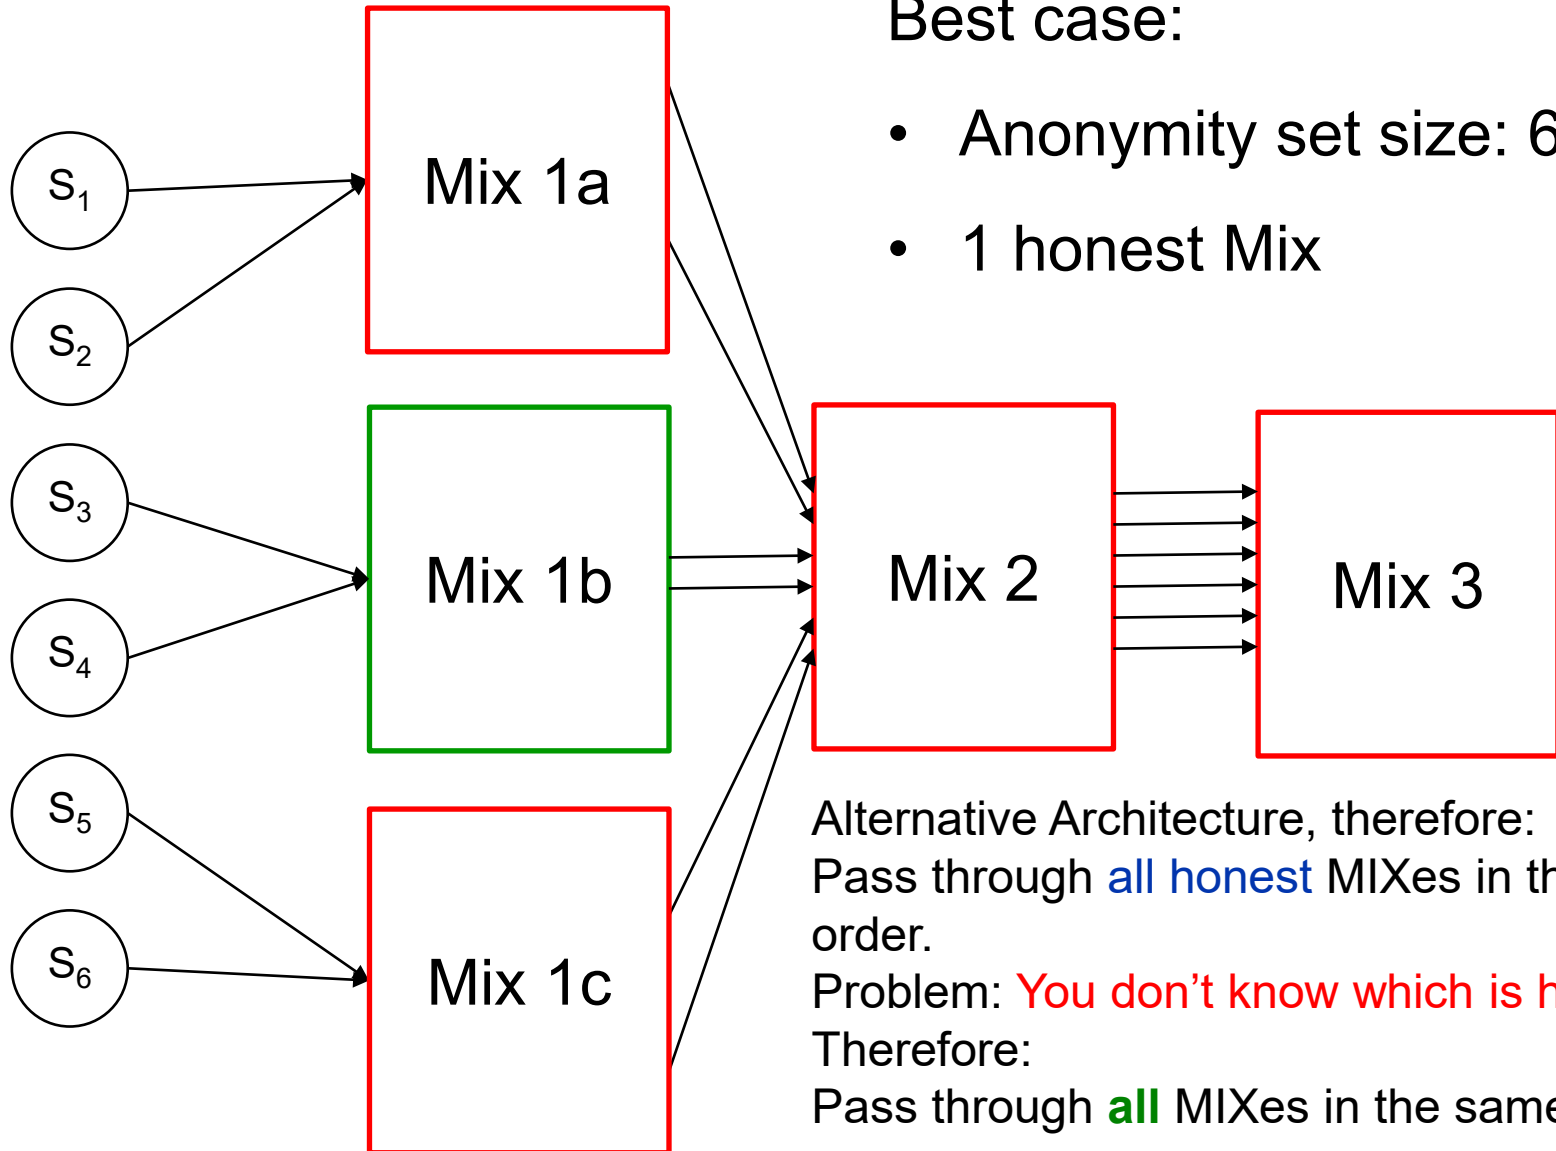 Best case:
• Anonymity set size: 6
• 1 honest Mix
S1
S2
S3
S4
S5
S6
Mix 1a
Mix 1b
Mix 1c
Mix 2
Mix 3
Alternative Architecture, therefore:
Pass through all honest MIXes in
order.
Problem: You don’t know which is
Therefore:
Pass through all MIXes in the same